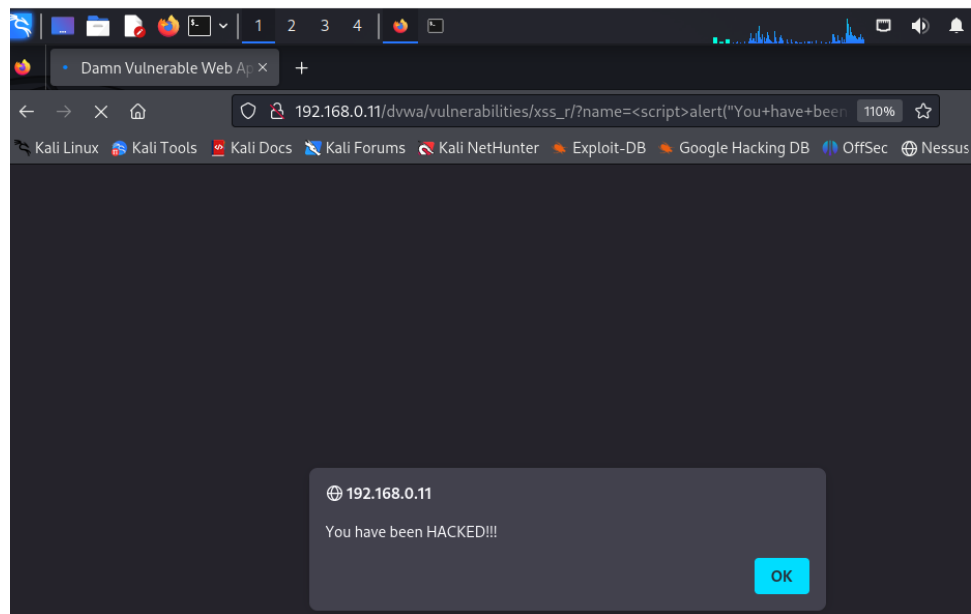 1 2 3 4
Damn Vulnerable Web Ap
192.168.0.11/dvwa/vulnerabilities/xss_r/?name=<script>alert("You+have+been 110%
Kali Linux Kali Tools Kali Docs Kali Forums Kali NetHunter Exploit-DB Google Hacking DB OffSec Nessus
192.168.0.11
You have been HACKED!!!
OK